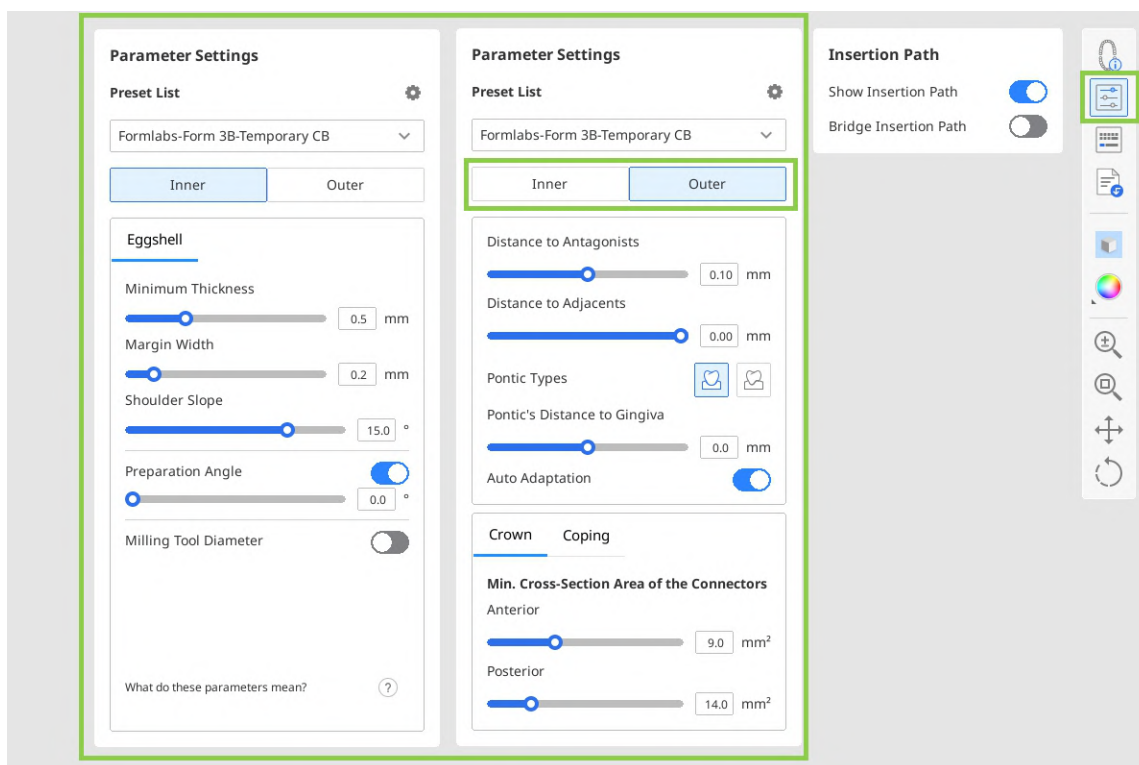 Parameter Settings
Preset List
Formlabs-Form 3B-Temporary CB
Inner Outer
Eggshell
Minimum Thickness
0.5 mm
Margin Width
0.2 mm
Shoulder Slope
15.0 °
Preparation Angle
0.0 °
Milling Tool Diameter
What do these parameters mean? ?
Parameter Settings
Preset List
Formlabs-Form 3B-Temporary CB
Inner Outer
Distance to Antagonists
0.10 mm
Distance to Adjacents
0.00 mm
Pontic Types
Pontic's Distance to Gingiva
0.0 mm
Auto Adaptation
Crown Coping
Min. Cross-Section Area of the Connectors
Anterior
9.0 mm²
Posterior
14.0 mm²
Insertion Path
Show Insertion Path
Bridge Insertion Path